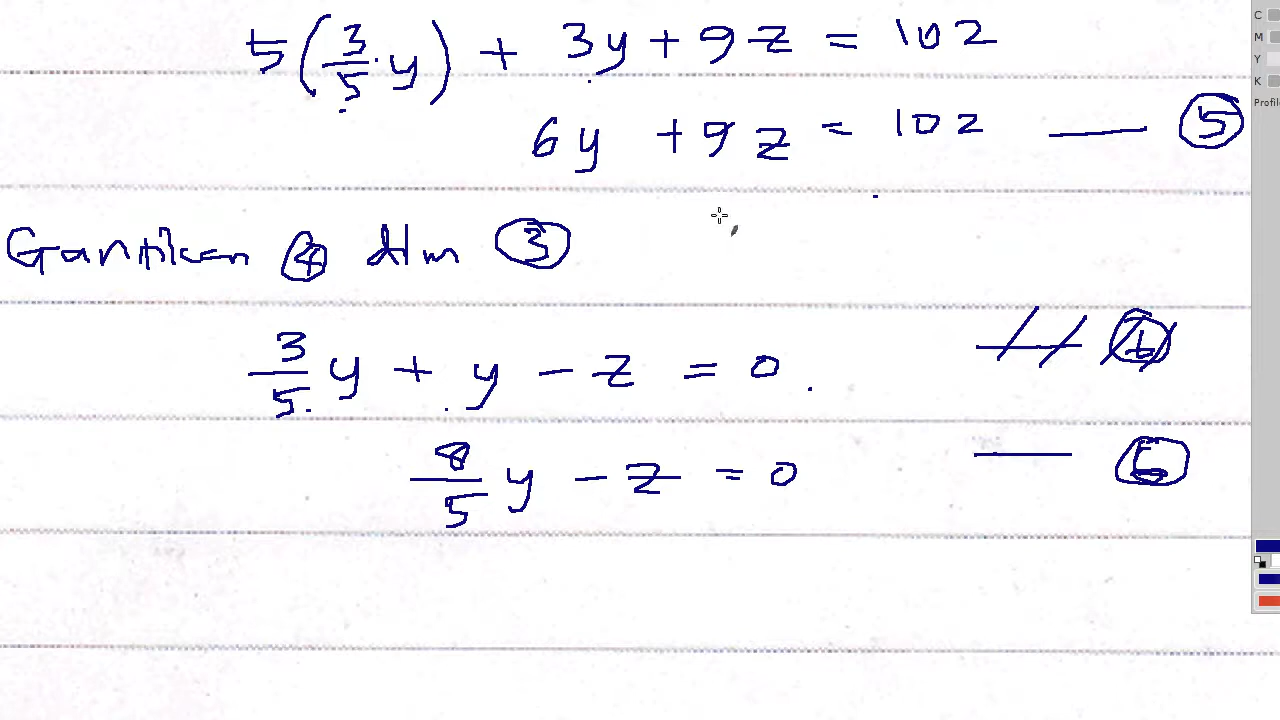 5(3/5 · y) + 3y + 9z = 102
6y + 9z = 102 —— ⑤
Gantikan ④ dlm ③
3/5 y + y - z = 0
8/5 y - z = 0 —— ⑥
C
M
Y
K
Profile